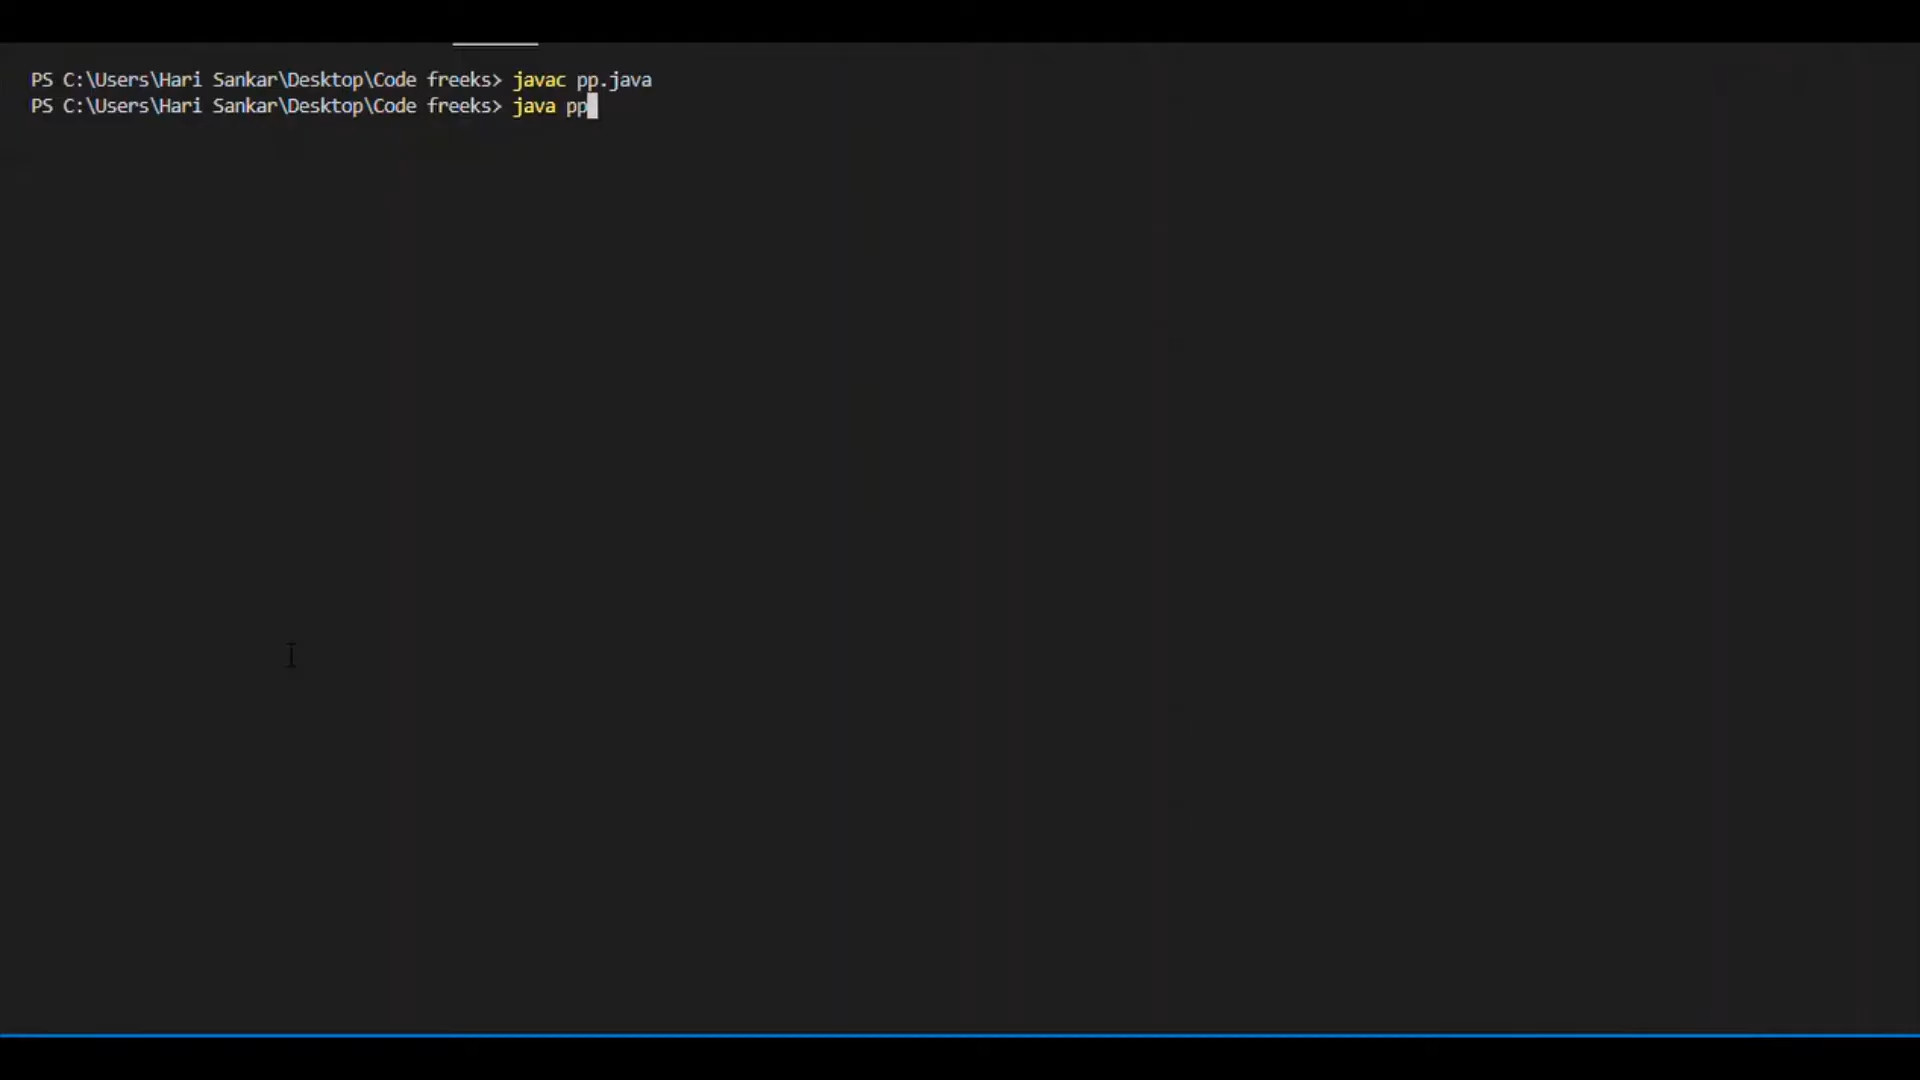 PS C:\Users\Hari Sankar\Desktop\Code freeks> javac pp.java
PS C:\Users\Hari Sankar\Desktop\Code freeks> java pp